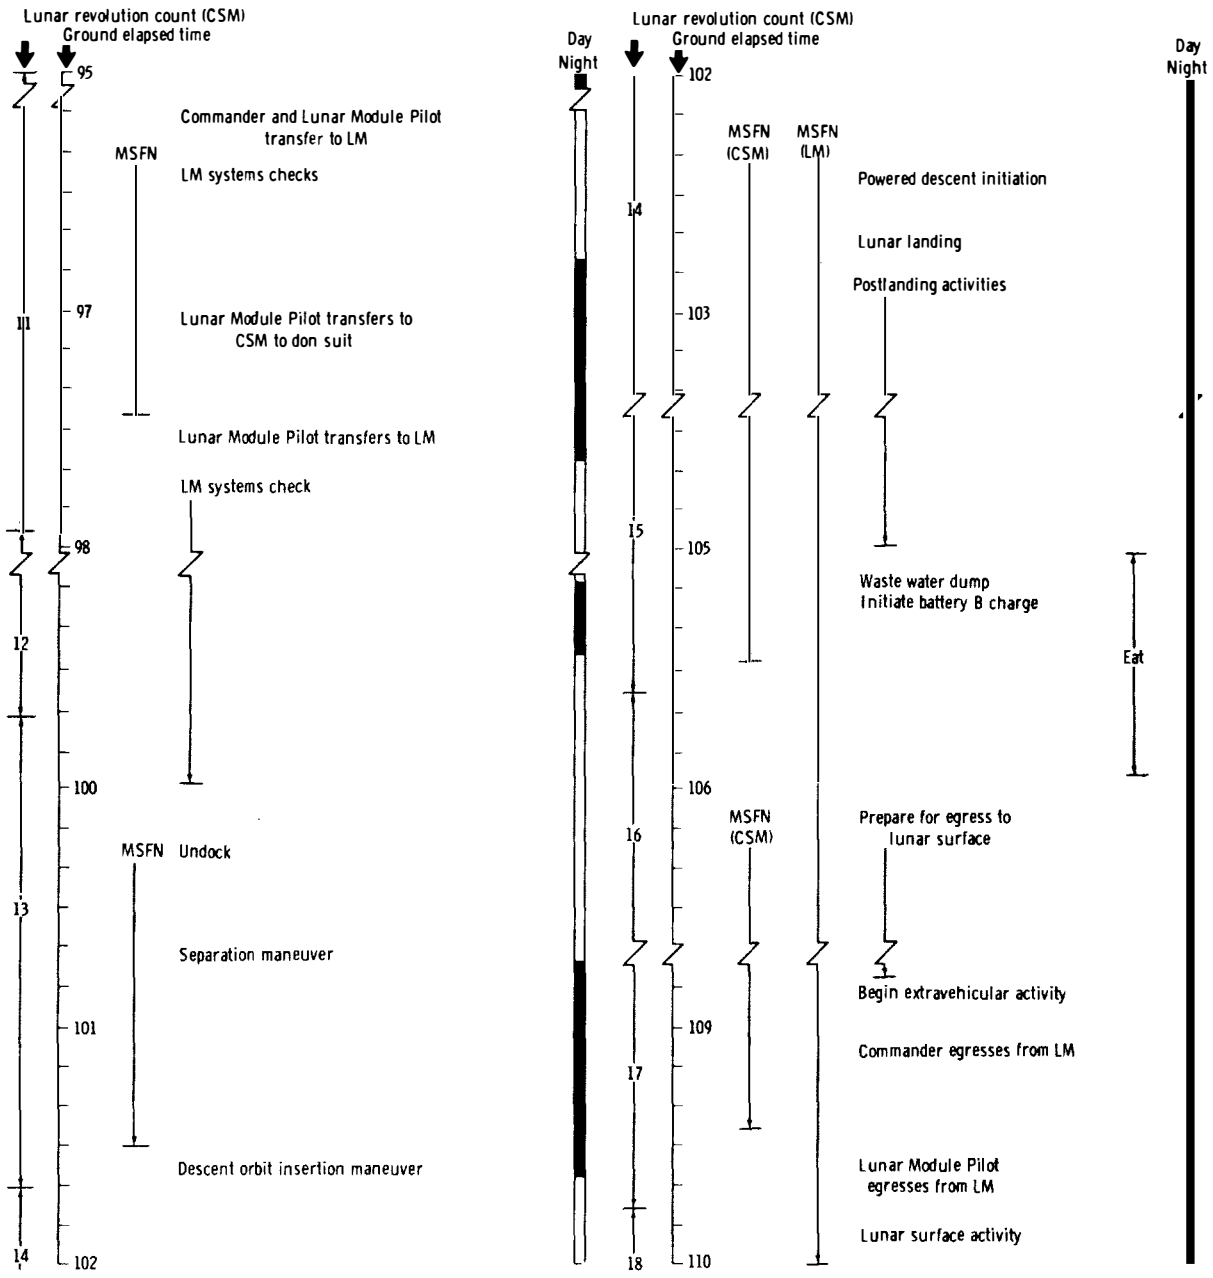 Lunar revolution count (CSM)
Ground elapsed time
Day
Night
95
Commander and Lunar Module Pilot
transfer to LM
MSFN
LM systems checks
11
97
Lunar Module Pilot transfers to
CSM to don suit
Lunar Module Pilot transfers to LM
LM systems check
98
12
100
MSFN Undock
13
Separation maneuver
101
Descent orbit insertion maneuver
14
102
Lunar revolution count (CSM)
Ground elapsed time
Day
Night
102
MSFN
(CSM)
MSFN
(LM)
Powered descent initiation
14
Lunar landing
Postlanding activities
103
15
105
Waste water dump
Initiate battery B charge
Eat
106
MSFN
(CSM)
Prepare for egress to
lunar surface
16
Begin extravehicular activity
109
Commander egresses from LM
17
Lunar Module Pilot
egresses from LM
Lunar surface activity
18
110